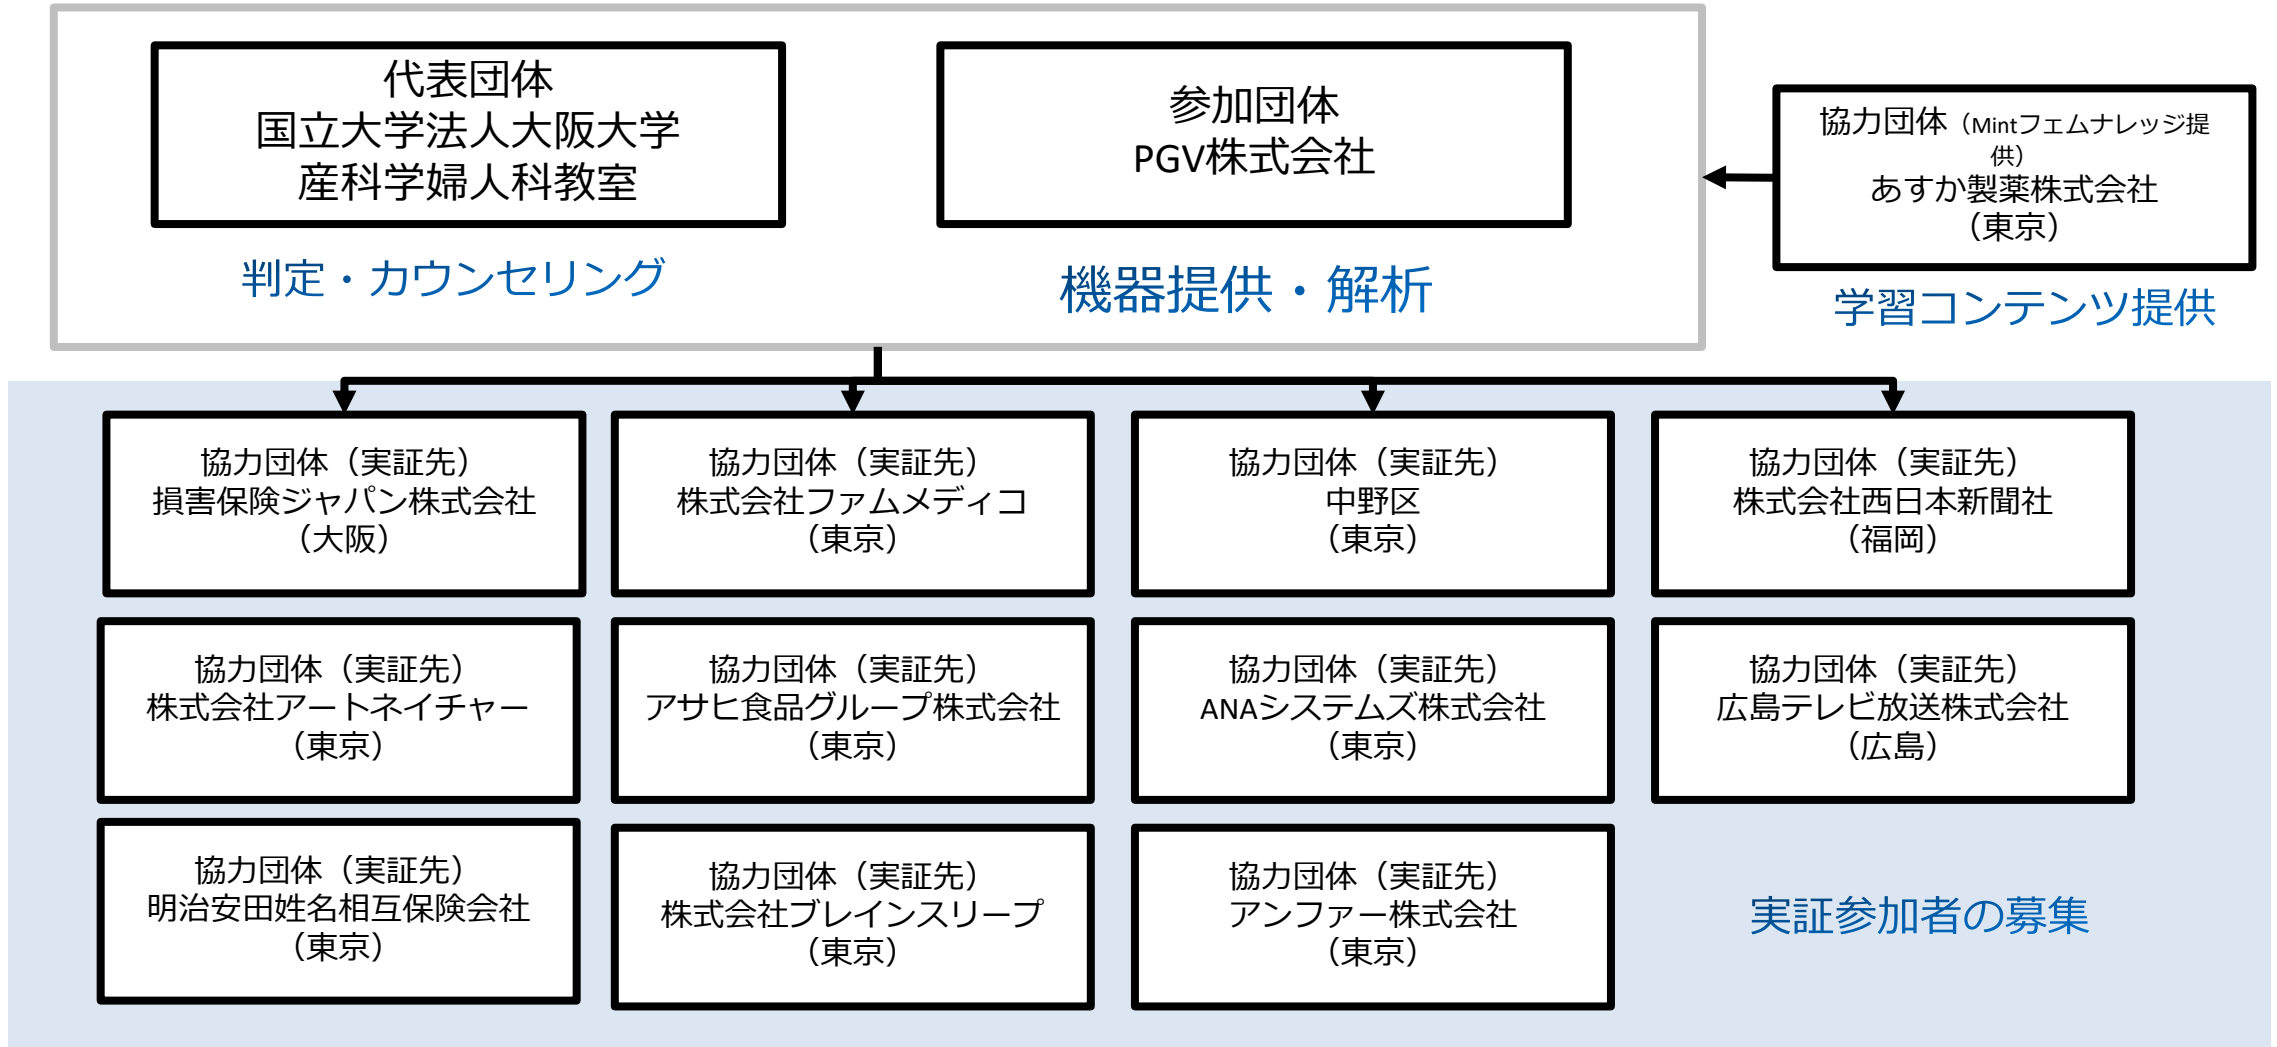 代表団体
国立大学法人大阪大学
産科学婦人科教室
判定・カウンセリング
参加団体
PGV株式会社
機器提供・解析
協力団体（Mintフェムナレッジ提
供）
あすか製薬株式会社
（東京）
学習コンテンツ提供
協力団体（実証先）
損害保険ジャパン株式会社
（大阪）
協力団体（実証先）
株式会社ファムメディコ
（東京）
協力団体（実証先）
中野区
（東京）
協力団体（実証先）
株式会社西日本新聞社
（福岡）
協力団体（実証先）
株式会社アートネイチャー
（東京）
協力団体（実証先）
アサヒ食品グループ株式会社
（東京）
協力団体（実証先）
ANAシステムズ株式会社
（東京）
協力団体（実証先）
広島テレビ放送株式会社
（広島）
協力団体（実証先）
明治安田姓名相互保険会社
（東京）
協力団体（実証先）
株式会社ブレインスリープ
（東京）
協力団体（実証先）
アンファー株式会社
（東京）
実証参加者の募集